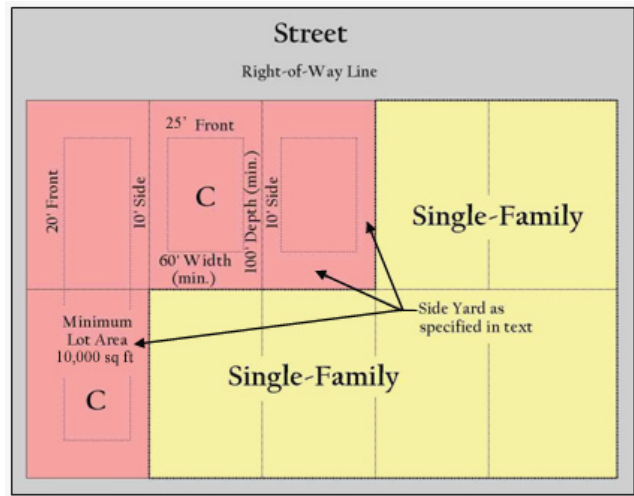 Street
Right-of-Way Line
25' Front
20' Front
10' Side
C
100' Depth (min.)
10' Side
Single-Family
60' Width
(min.)
Minimum
Lot Area
10,000 sq ft
Side Yard as
specified in text
Single-Family
C